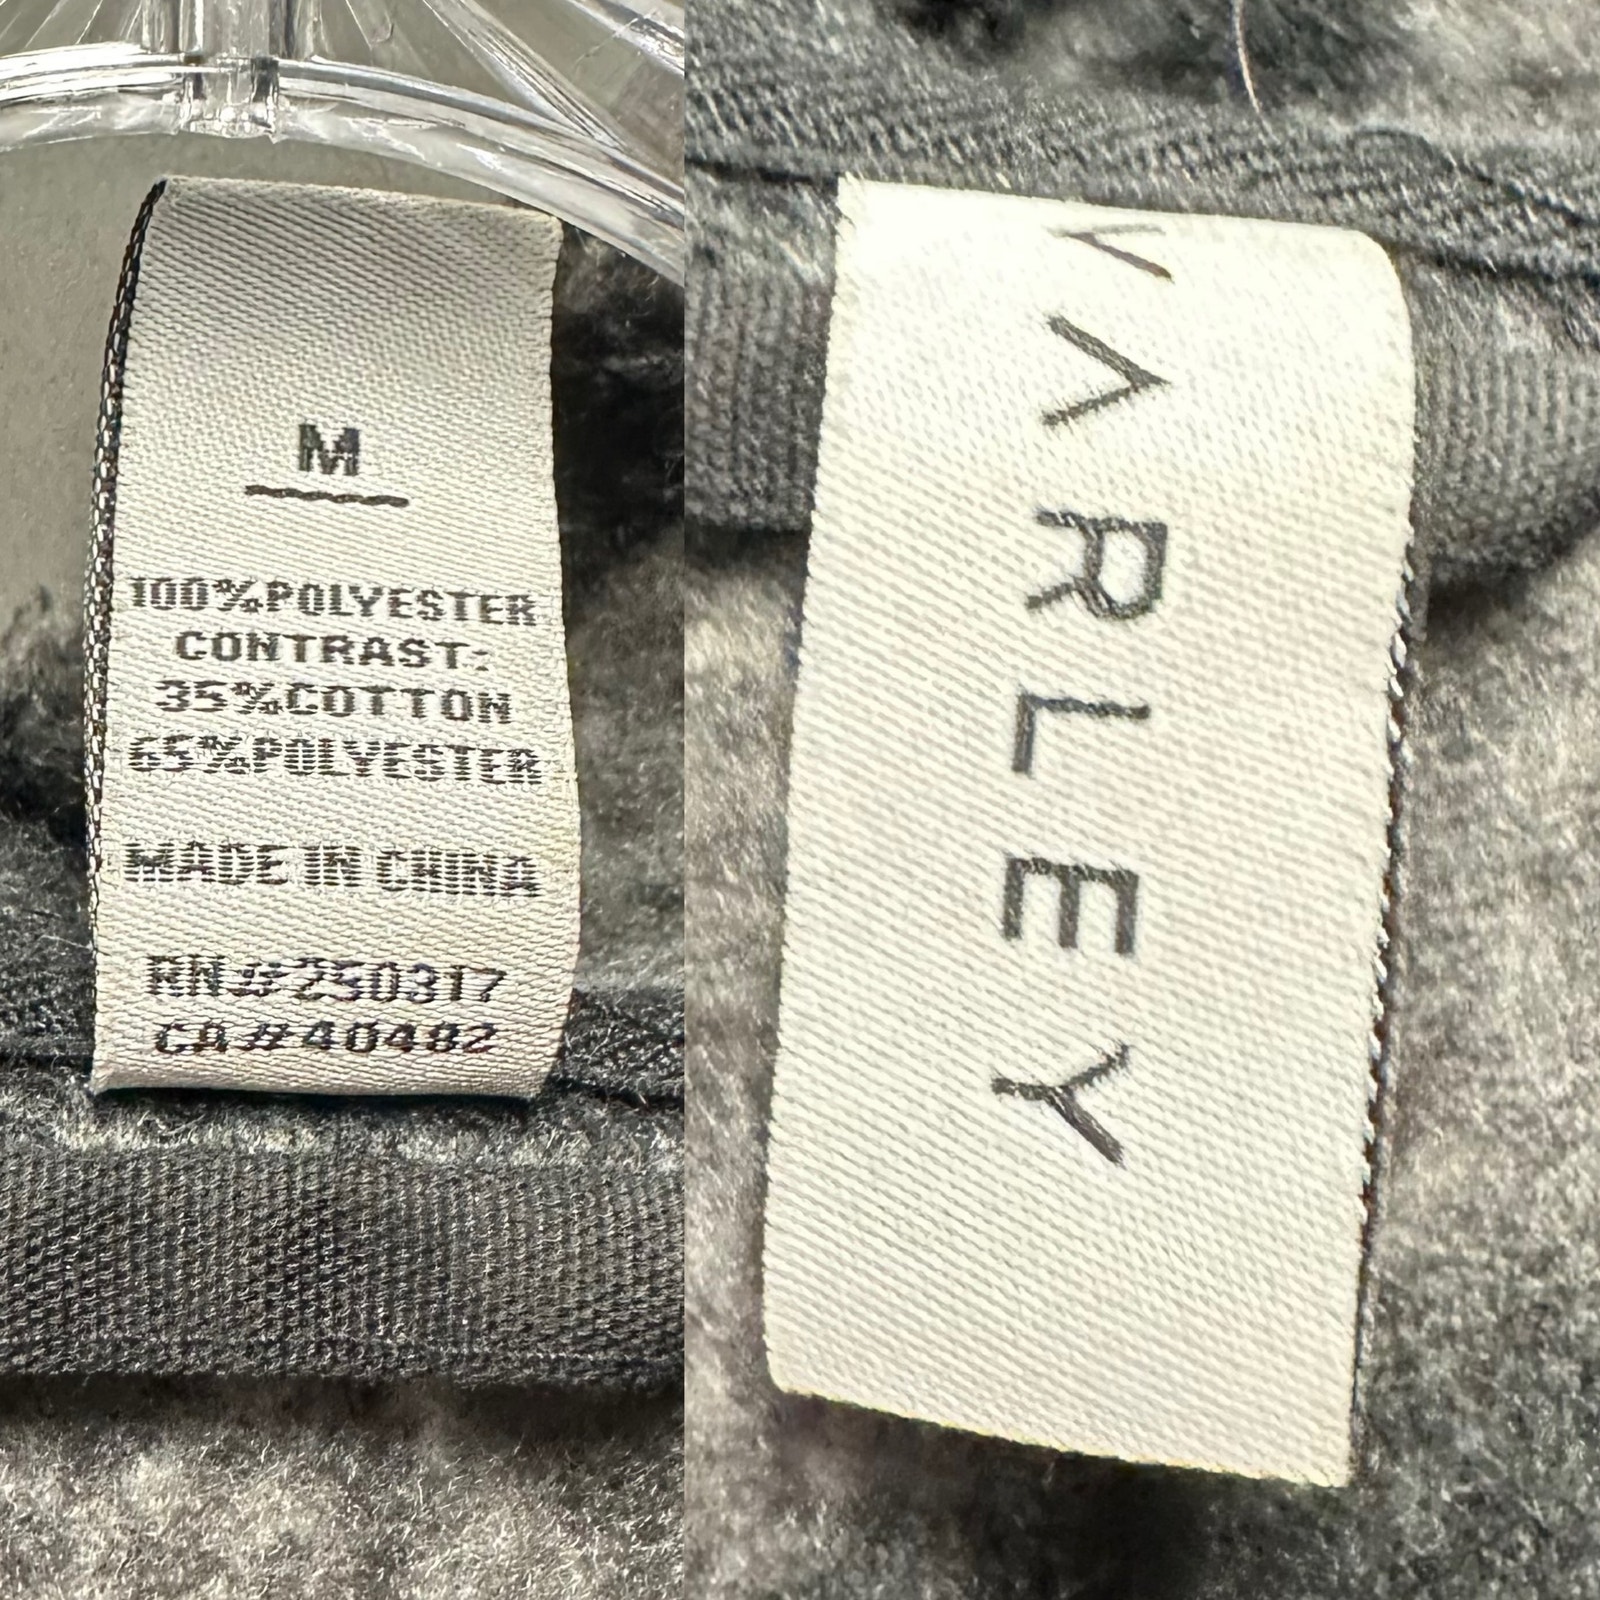 M
100%POLYESTER
CONTRAST:
35%COTTON
65%POLYESTER
MADE IN CHINA
RN#250317
CA#40482
VARLEY